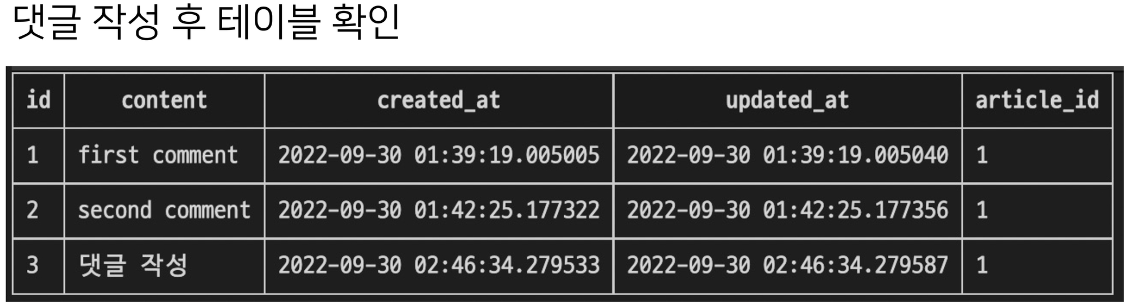 댓글 작성 후 테이블 확인
id content created_at updated_at article_id
1 first comment 2022-09-30 01:39:19.005005 2022-09-30 01:39:19.005040 1
2 second comment 2022-09-30 01:42:25.177322 2022-09-30 01:42:25.177356 1
3 댓글 작성 2022-09-30 02:46:34.279533 2022-09-30 02:46:34.279587 1